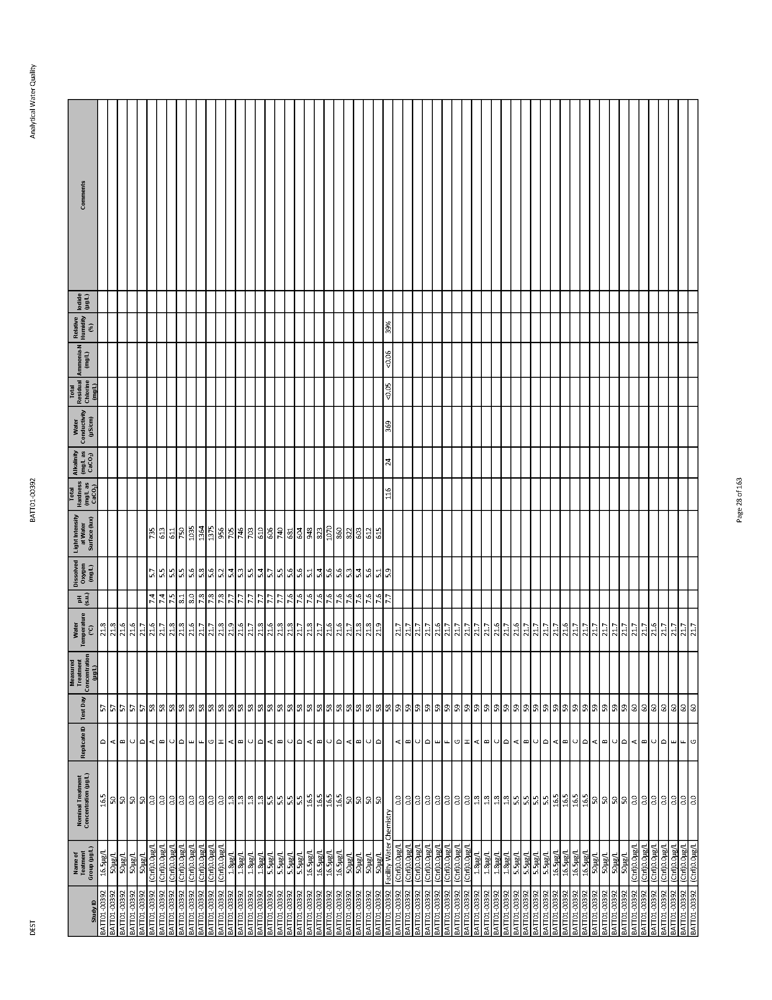 DEST BATT01-00392 Analytical Water Quality
Study ID Name of Teatment Group (µg/L) Nominal Treatment Concentration (µg/L) Replicate ID Test Day Measured Treatment Concentration (µg/L) Water Temperature (°C) pH (s.u.) Dissolved Oxygen (mg/L) Light Intensity at Water Surface (lux) Total Hardness (mg/L as CaCO₃) Alkalinity (mg/L as CaCO₃) Water Conductivity (µS/cm) Total Residual Chlorine (mg/L) Ammonia-N (mg/L) Relative Humidity (%) Iodide (µg/L) Comments
BATT01-00392 16.5µg/L 16.5 D 57 21.8
BATT01-00392 50µg/L 50 A 57 21.8
BATT01-00392 50µg/L 50 B 57 21.6
BATT01-00392 50µg/L 50 C 57 21.6
BATT01-00392 50µg/L 50 D 57 21.7
BATT01-00392 (Ctrl)0.0µg/L 0.0 A 58 21.6 7.4 5.7 735
BATT01-00392 (Ctrl)0.0µg/L 0.0 B 58 21.7 7.4 5.5 613
BATT01-00392 (Ctrl)0.0µg/L 0.0 C 58 21.8 7.5 5.5 611
BATT01-00392 (Ctrl)0.0µg/L 0.0 D 58 21.8 8.1 5.5 750
BATT01-00392 (Ctrl)0.0µg/L 0.0 E 58 21.6 8.0 5.6 1035
BATT01-00392 (Ctrl)0.0µg/L 0.0 F 58 21.7 7.8 5.8 1364
BATT01-00392 (Ctrl)0.0µg/L 0.0 G 58 21.7 7.8 5.6 1375
BATT01-00392 (Ctrl)0.0µg/L 0.0 H 58 21.8 7.8 5.2 956
BATT01-00392 1.8µg/L 1.8 A 58 21.9 7.7 5.4 705
BATT01-00392 1.8µg/L 1.8 B 58 21.6 7.7 5.3 746
BATT01-00392 1.8µg/L 1.8 C 58 21.7 7.7 5.5 703
BATT01-00392 1.8µg/L 1.8 D 58 21.8 7.7 5.4 610
BATT01-00392 5.5µg/L 5.5 A 58 21.6 7.7 5.7 606
BATT01-00392 5.5µg/L 5.5 B 58 21.8 7.7 5.5 740
BATT01-00392 5.5µg/L 5.5 C 58 21.8 7.6 5.6 681
BATT01-00392 5.5µg/L 5.5 D 58 21.7 7.6 5.6 604
BATT01-00392 16.5µg/L 16.5 A 58 21.8 7.6 5.1 948
BATT01-00392 16.5µg/L 16.5 B 58 21.7 7.6 5.4 823
BATT01-00392 16.5µg/L 16.5 C 58 21.6 7.6 5.6 1070
BATT01-00392 16.5µg/L 16.5 D 58 21.6 7.6 5.6 860
BATT01-00392 50µg/L 50 A 58 21.7 7.6 5.3 822
BATT01-00392 50µg/L 50 B 58 21.8 7.6 5.4 603
BATT01-00392 50µg/L 50 C 58 21.8 7.6 5.6 612
BATT01-00392 50µg/L 50 D 58 21.9 7.6 5.1 615
BATT01-00392 Facility Water Chemistry 58 7.7 5.9 116 24 369 <0.05 <0.06 39%
BATT01-00392 (Ctrl)0.0µg/L 0.0 A 59 21.7
BATT01-00392 (Ctrl)0.0µg/L 0.0 B 59 21.7
BATT01-00392 (Ctrl)0.0µg/L 0.0 C 59 21.7
BATT01-00392 (Ctrl)0.0µg/L 0.0 D 59 21.7
BATT01-00392 (Ctrl)0.0µg/L 0.0 E 59 21.6
BATT01-00392 (Ctrl)0.0µg/L 0.0 F 59 21.7
BATT01-00392 (Ctrl)0.0µg/L 0.0 G 59 21.7
BATT01-00392 (Ctrl)0.0µg/L 0.0 H 59 21.7
BATT01-00392 1.8µg/L 1.8 A 59 21.7
BATT01-00392 1.8µg/L 1.8 B 59 21.7
BATT01-00392 1.8µg/L 1.8 C 59 21.6
BATT01-00392 1.8µg/L 1.8 D 59 21.7
BATT01-00392 5.5µg/L 5.5 A 59 21.6
BATT01-00392 5.5µg/L 5.5 B 59 21.7
BATT01-00392 5.5µg/L 5.5 C 59 21.7
BATT01-00392 5.5µg/L 5.5 D 59 21.7
BATT01-00392 16.5µg/L 16.5 A 59 21.7
BATT01-00392 16.5µg/L 16.5 B 59 21.6
BATT01-00392 16.5µg/L 16.5 C 59 21.7
BATT01-00392 16.5µg/L 16.5 D 59 21.7
BATT01-00392 50µg/L 50 A 59 21.7
BATT01-00392 50µg/L 50 B 59 21.7
BATT01-00392 50µg/L 50 C 59 21.7
BATT01-00392 50µg/L 50 D 59 21.7
BATT01-00392 (Ctrl)0.0µg/L 0.0 A 60 21.7
BATT01-00392 (Ctrl)0.0µg/L 0.0 B 60 21.7
BATT01-00392 (Ctrl)0.0µg/L 0.0 C 60 21.6
BATT01-00392 (Ctrl)0.0µg/L 0.0 D 60 21.7
BATT01-00392 (Ctrl)0.0µg/L 0.0 E 60 21.7
BATT01-00392 (Ctrl)0.0µg/L 0.0 F 60 21.7
BATT01-00392 (Ctrl)0.0µg/L 0.0 G 60 21.7
Page 28 of 163